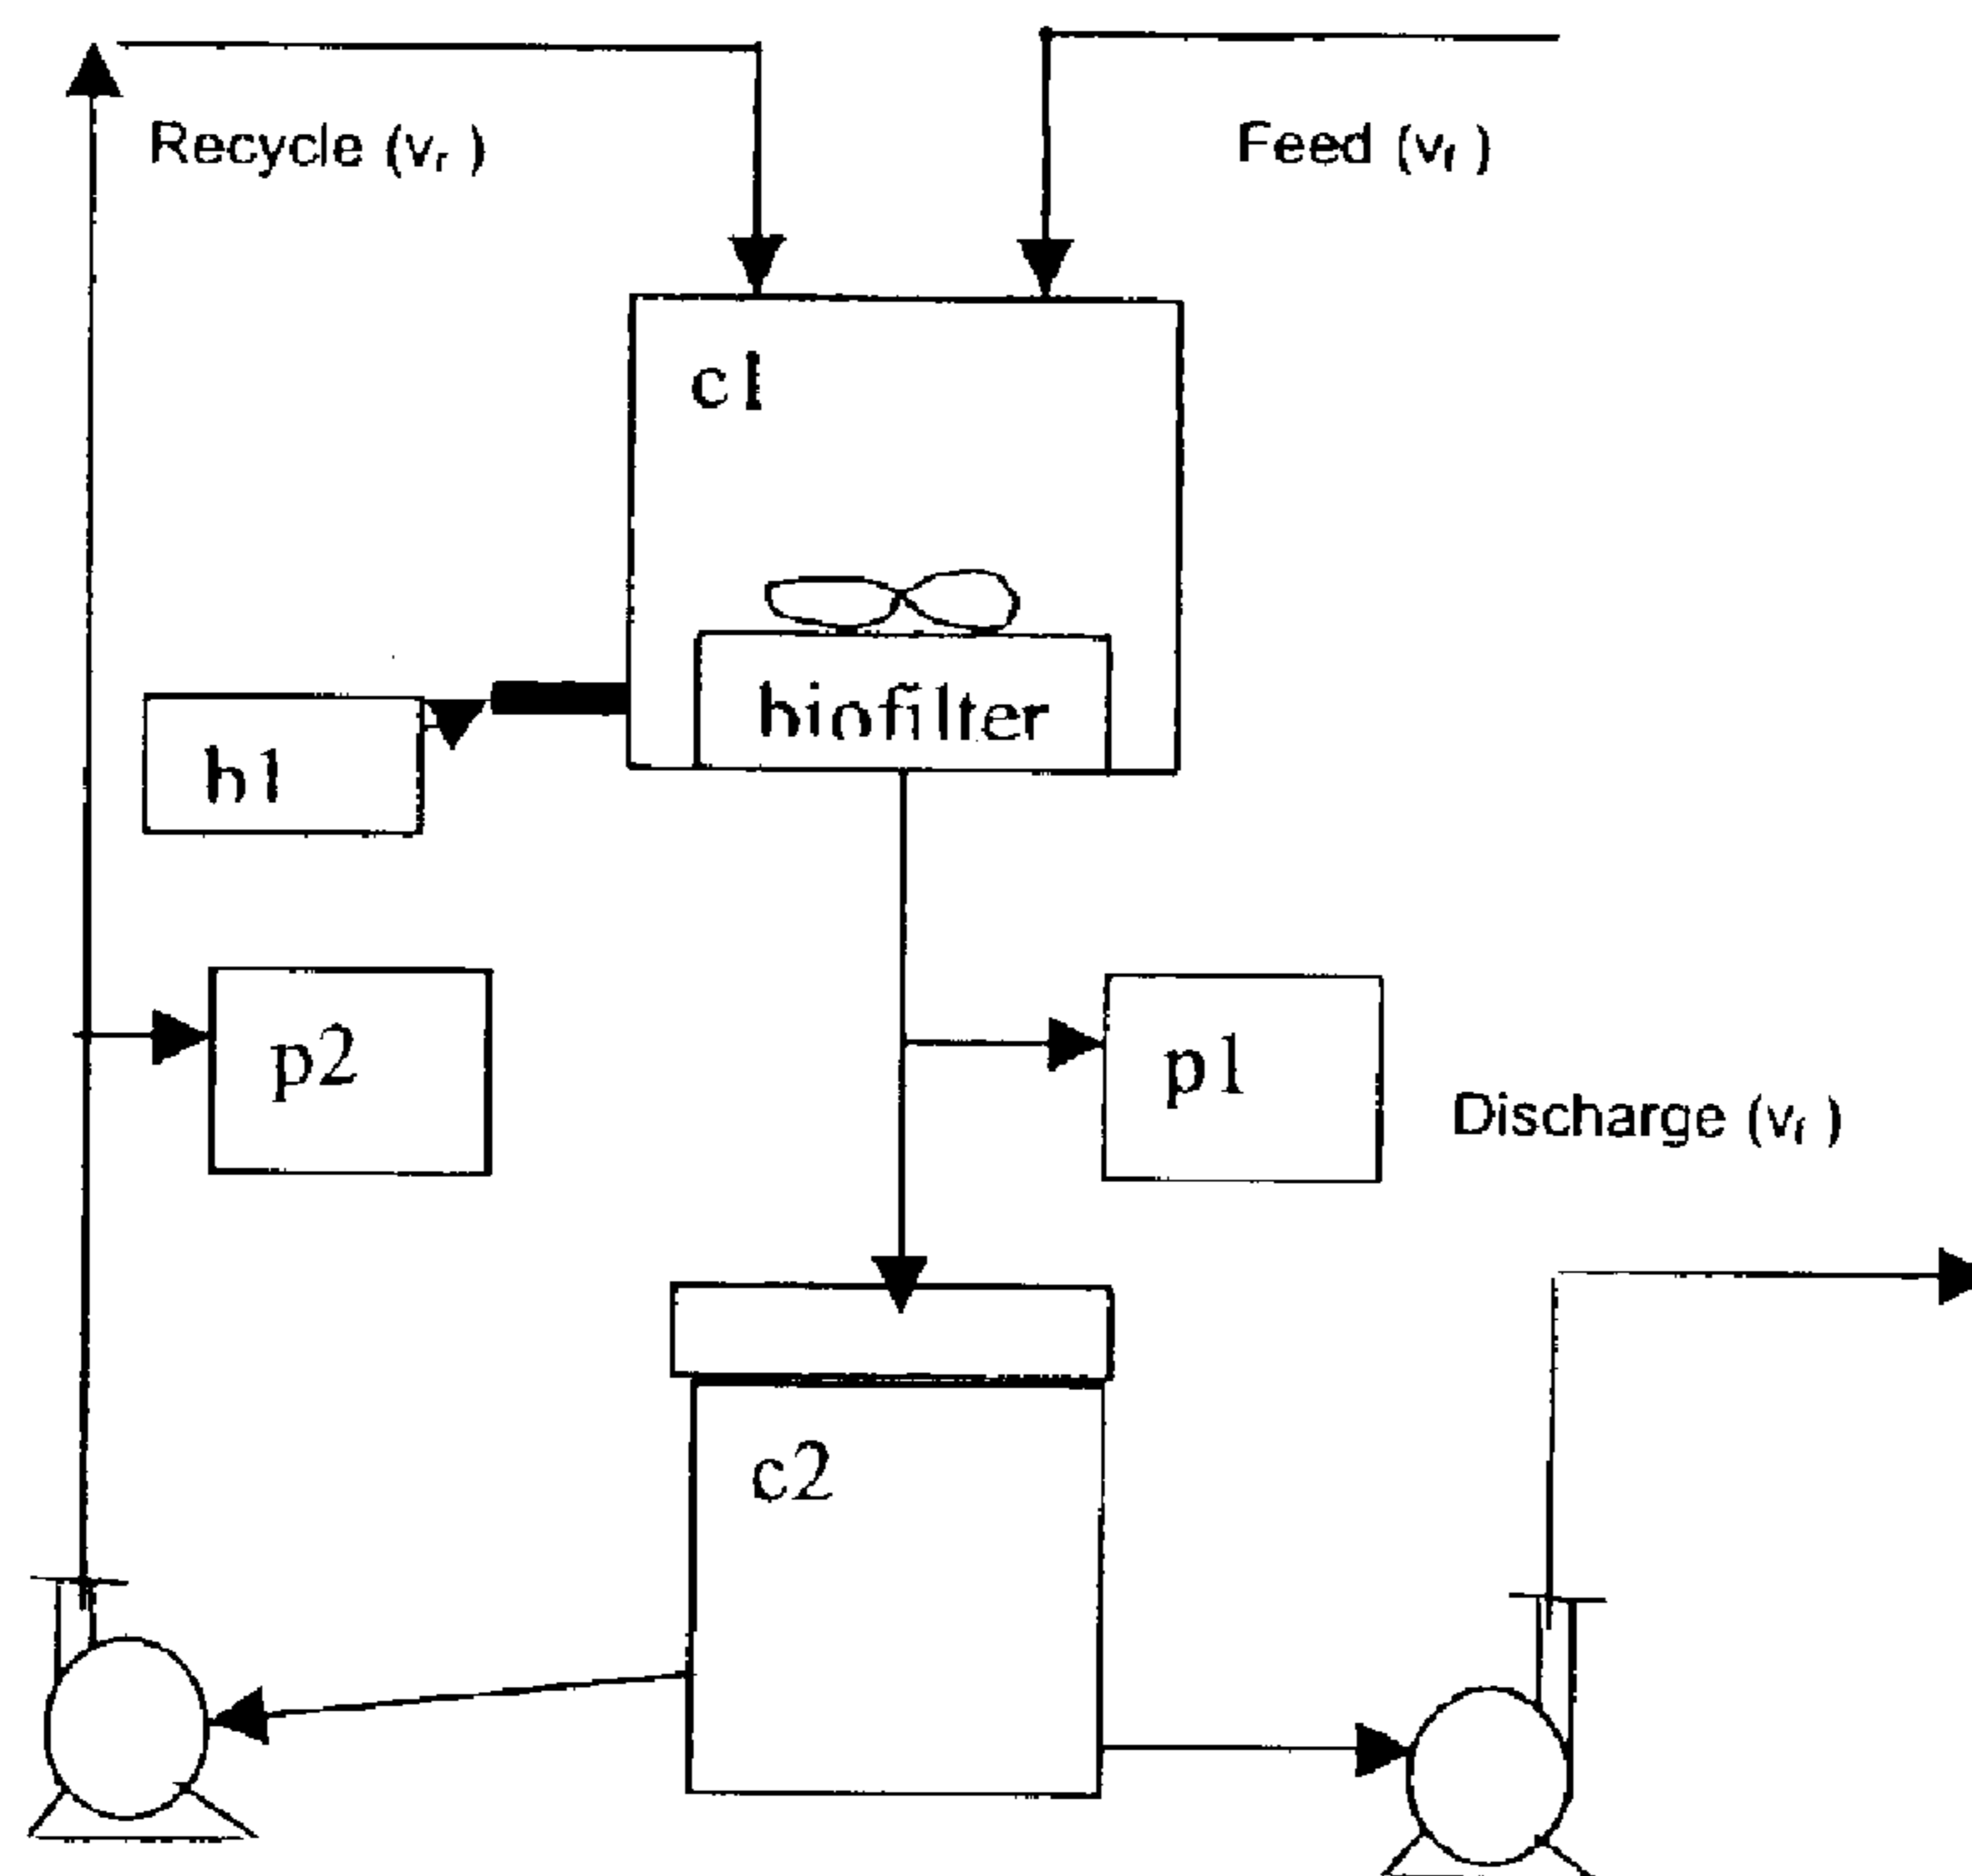 Recycle (vr )
Feed (vf )
c1
biofilter
h1
p2
p1
Discharge (vf )
c2